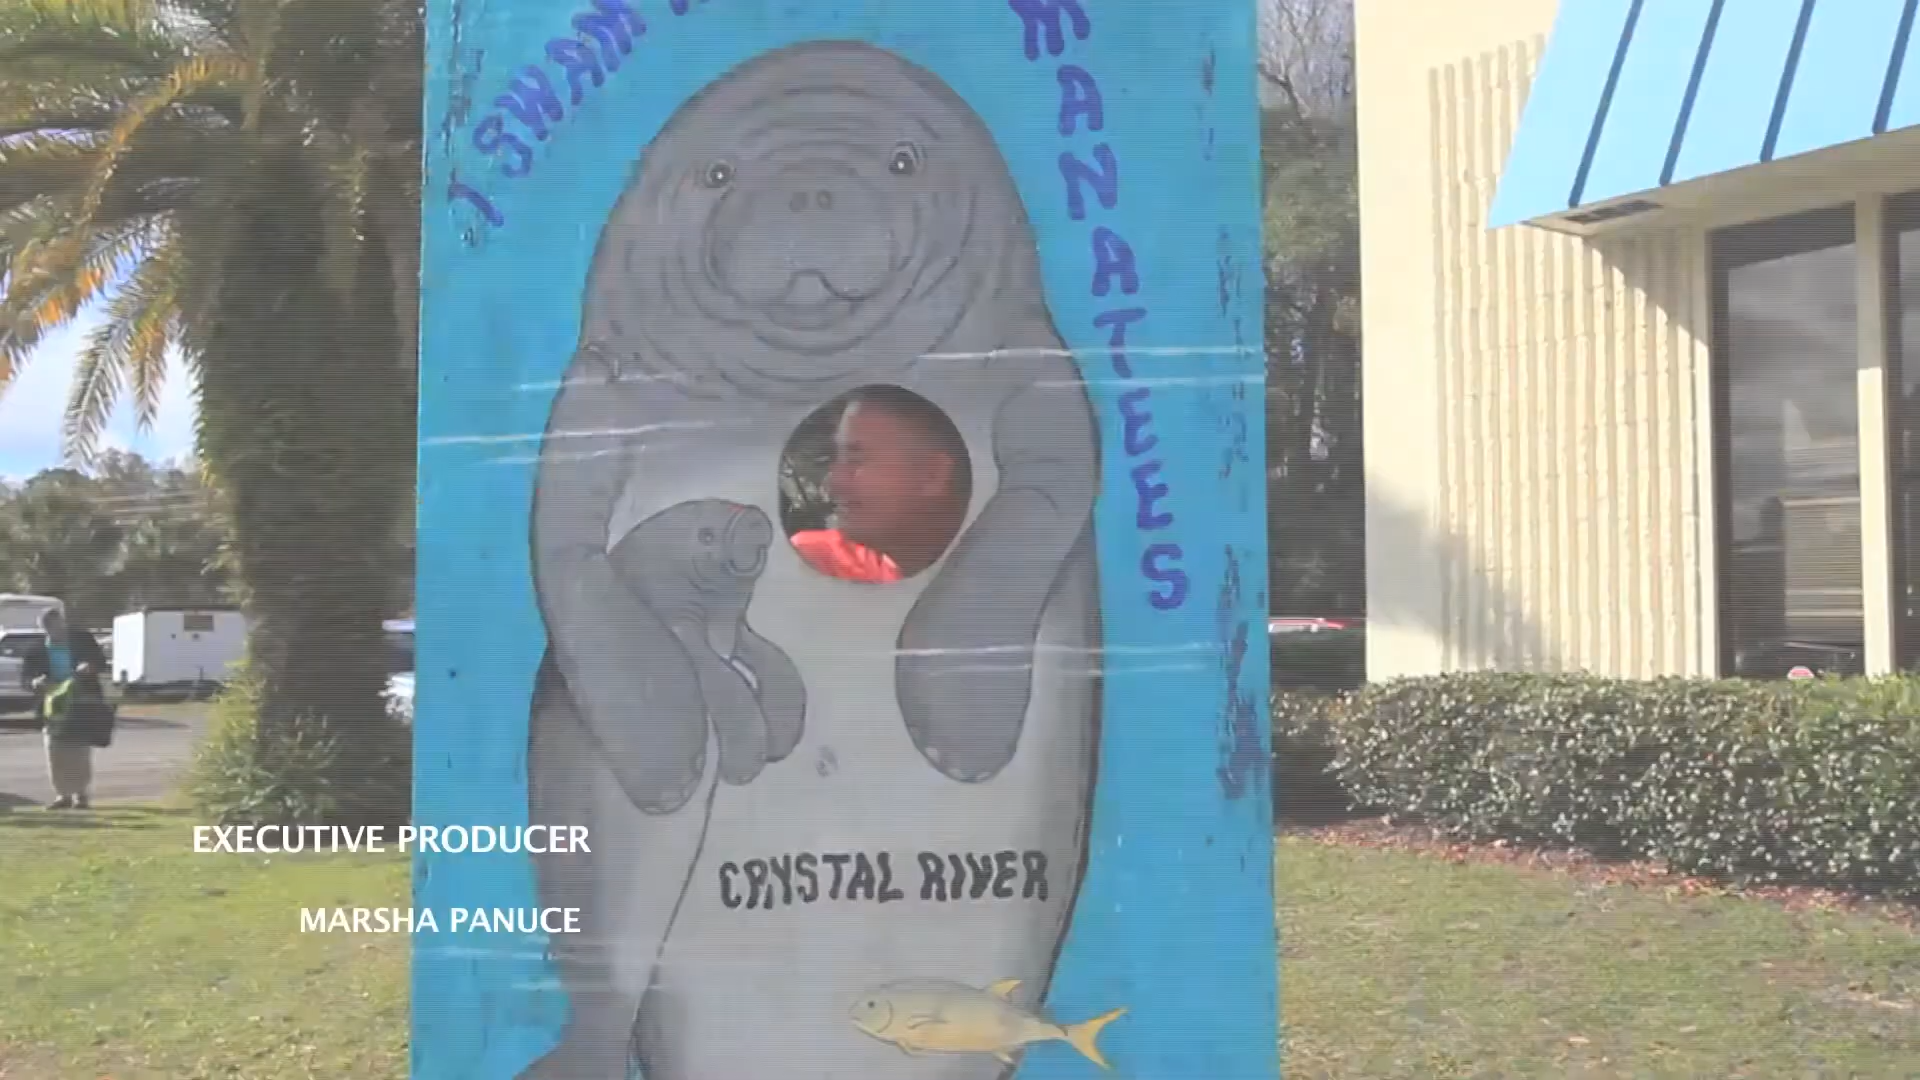 I SWAM
MANATEES
CRYSTAL RIVER
EXECUTIVE PRODUCER
MARSHA PANUCE